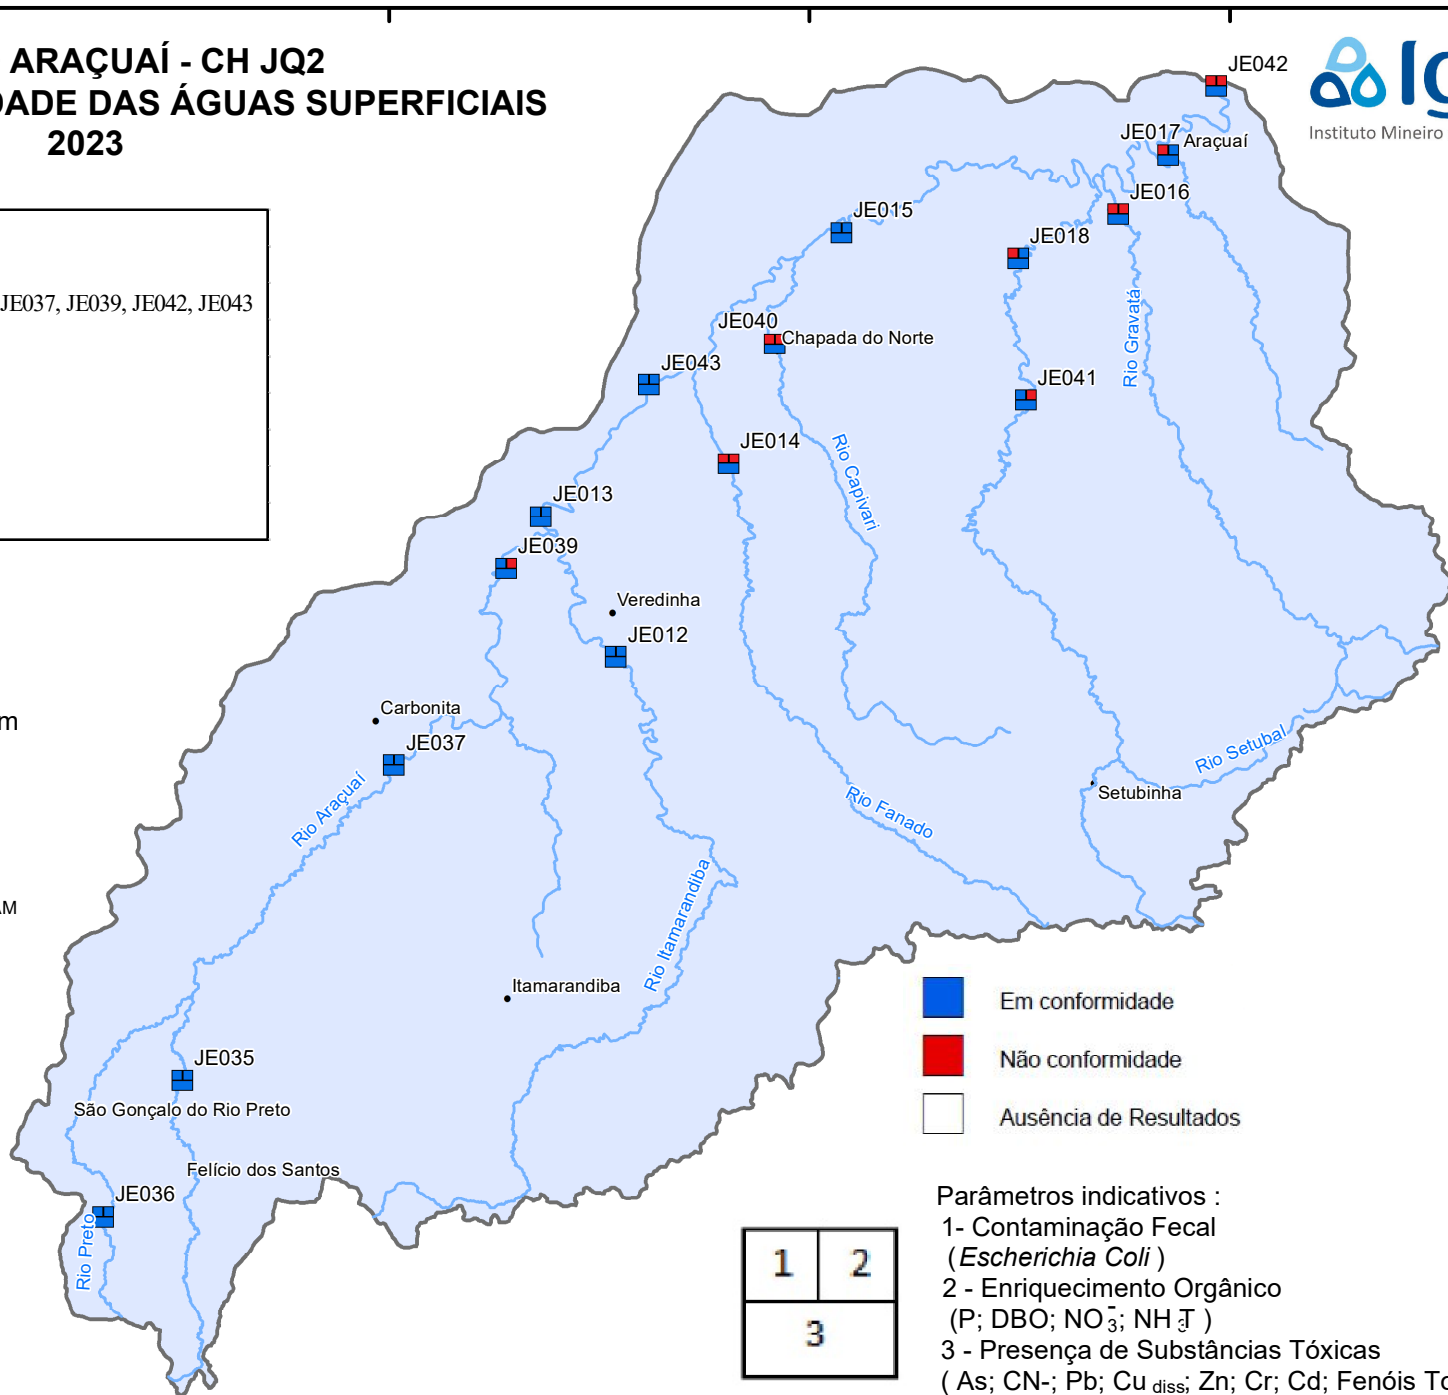 ARAÇUAÍ - CH JQ2
DADE DAS ÁGUAS SUPERFICIAIS
2023
Instituto Mineiro
JE037, JE039, JE042, JE043
JE042
JE017
Araçuaí
JE016
JE015
JE018
Rio Gravatá
JE040
Chapada do Norte
JE043
JE041
JE014
Rio Capivari
JE013
JE039
Veredinha
JE012
m
Carbonita
JE037
Rio Araçuaí
Rio Setubal
Setubinha
Rio Fanado
Rio Itamarandiba
AM
Itamarandiba
Em conformidade
Não conformidade
Ausência de Resultados
JE035
São Gonçalo do Rio Preto
Felício dos Santos
JE036
Rio Preto
1 2
3
Parâmetros indicativos :
1- Contaminação Fecal
(Escherichia Coli )
2 - Enriquecimento Orgânico
(P; DBO; NO3-; NH3T )
3 - Presença de Substâncias Tóxicas
( As; CN-; Pb; Cu diss; Zn; Cr; Cd; Fenóis To